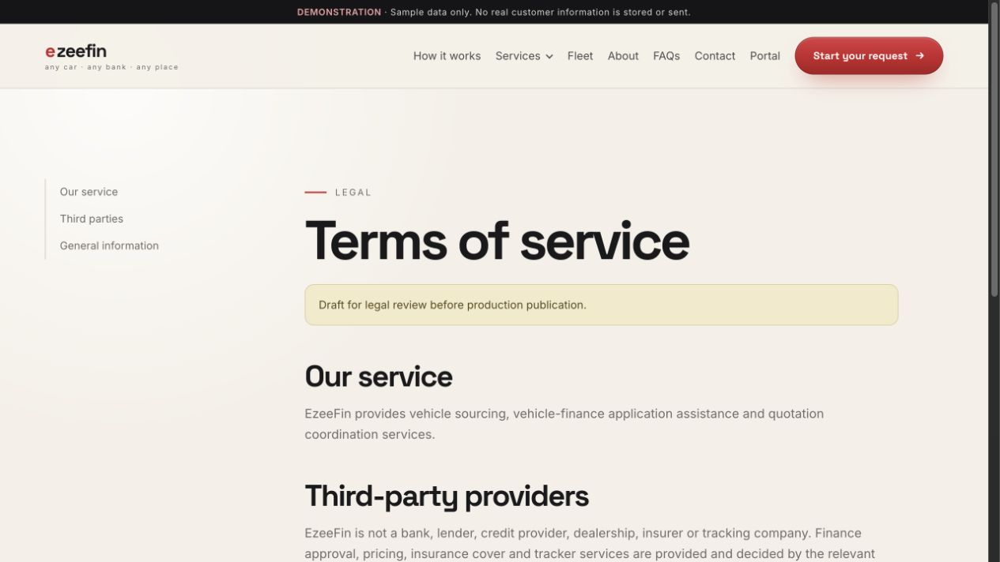 DEMONSTRATION · Sample data only. No real customer information is stored or sent.
ezeefin
any car · any bank · any place
How it works Services Fleet About FAQs Contact Portal Start your request →
Our service
Third parties
General information
LEGAL
Terms of service
Draft for legal review before production publication.
Our service
EzeeFin provides vehicle sourcing, vehicle-finance application assistance and quotation
coordination services.
Third-party providers
EzeeFin is not a bank, lender, credit provider, dealership, insurer or tracking company. Finance
approval, pricing, insurance cover and tracker services are provided and decided by the relevant